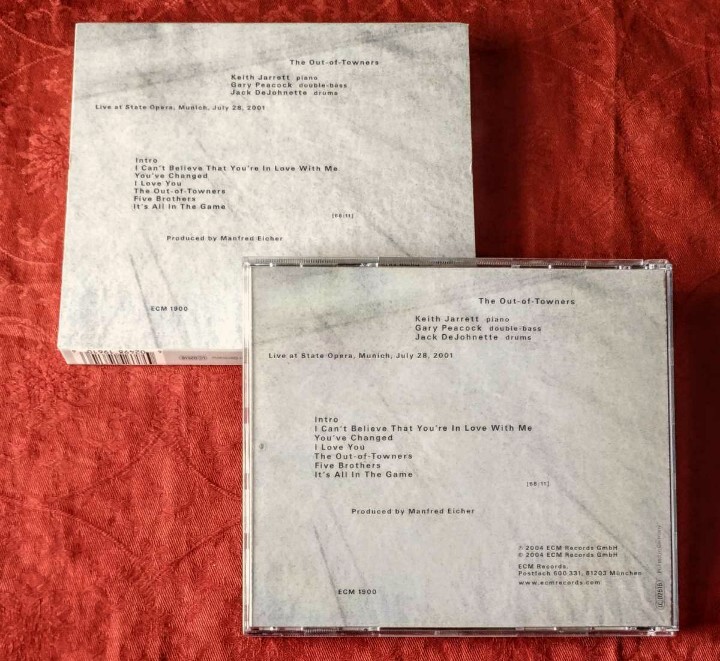 The Out-of-Towners
Keith Jarrett piano
Gary Peacock double-bass
Jack DeJohnette drums
Live at State Opera, Munich, July 28, 2001
Intro
I Can't Believe That You're In Love With Me
You've Changed
I Love You
The Out-of-Towners
Five Brothers
It's All In The Game
[68:11]
Produced by Manfred Eicher
ECM 1900
The Out-of-Towners
Keith Jarrett piano
Gary Peacock double-bass
Jack DeJohnette drums
Live at State Opera, Munich, July 28, 2001
Intro
I Can't Believe That You're In Love With Me
You've Changed
I Love You
The Out-of-Towners
Five Brothers
It's All In The Game
[68:11]
Produced by Manfred Eicher
℗ 2004 ECM Records GmbH
© 2004 ECM Records GmbH
ECM Records,
Postfach 600 331, 81203 München
www.ecmrecords.com
ECM 1900